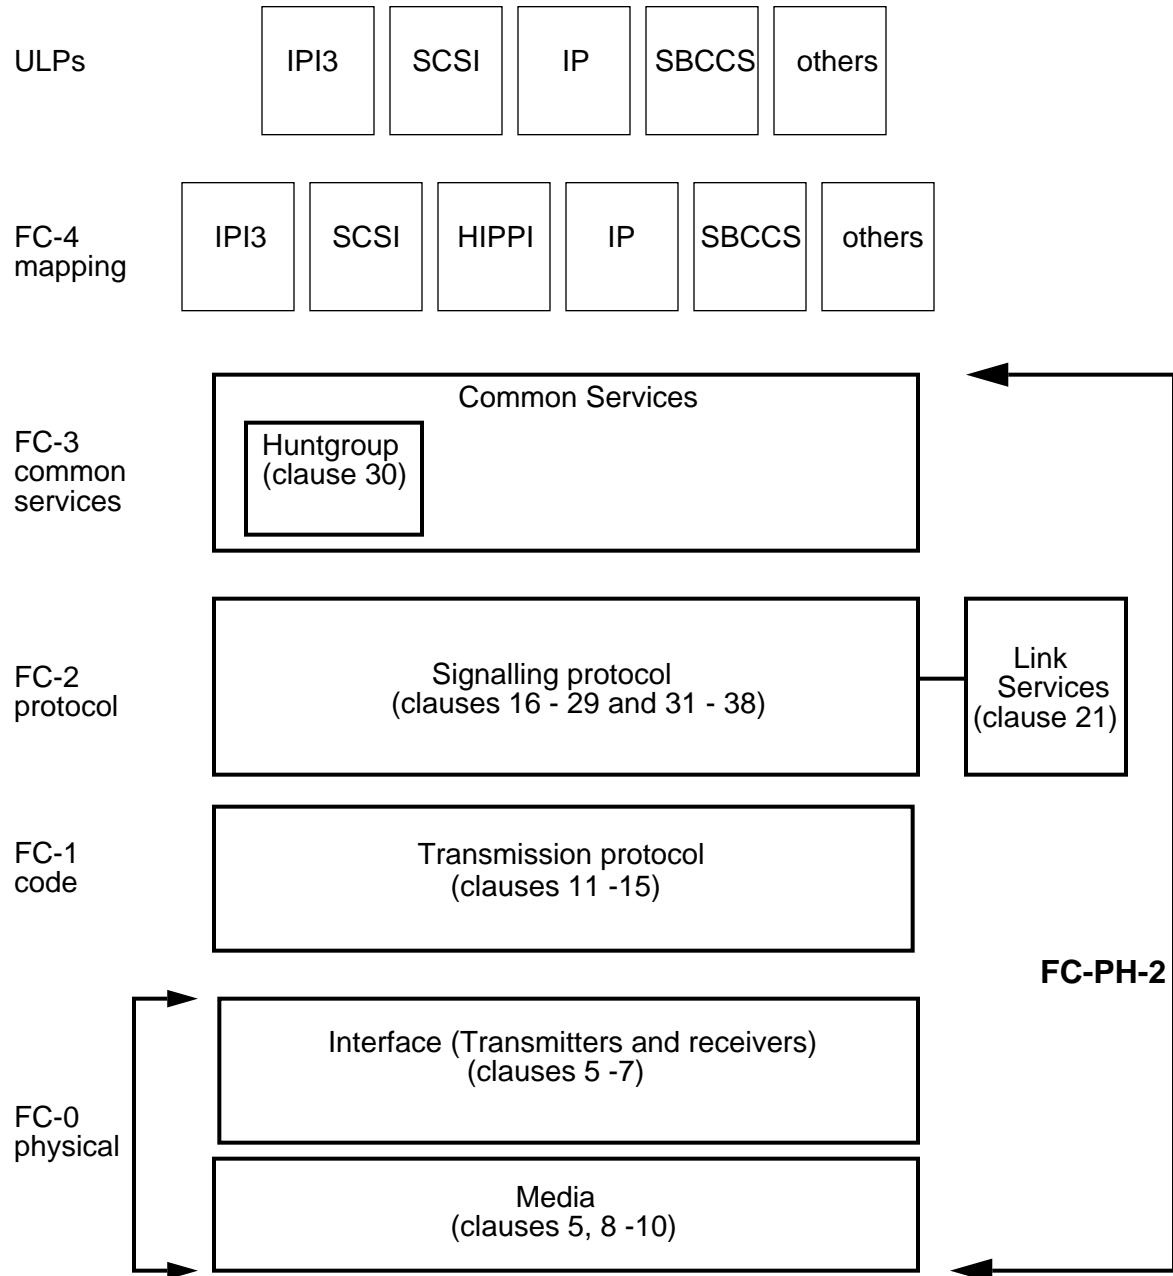 ULPs
IPI3
SCSI
IP
SBCCS
others
FC-4
mapping
IPI3
SCSI
HIPPI
IP
SBCCS
others
FC-3
common
services
Common Services
Huntgroup
(clause 30)
FC-2
protocol
Signalling protocol
(clauses 16 - 29 and 31 - 38)
Link
Services
(clause 21)
FC-1
code
Transmission protocol
(clauses 11 -15)
FC-PH-2
FC-0
physical
Interface (Transmitters and receivers)
(clauses 5 -7)
Media
(clauses 5, 8 -10)